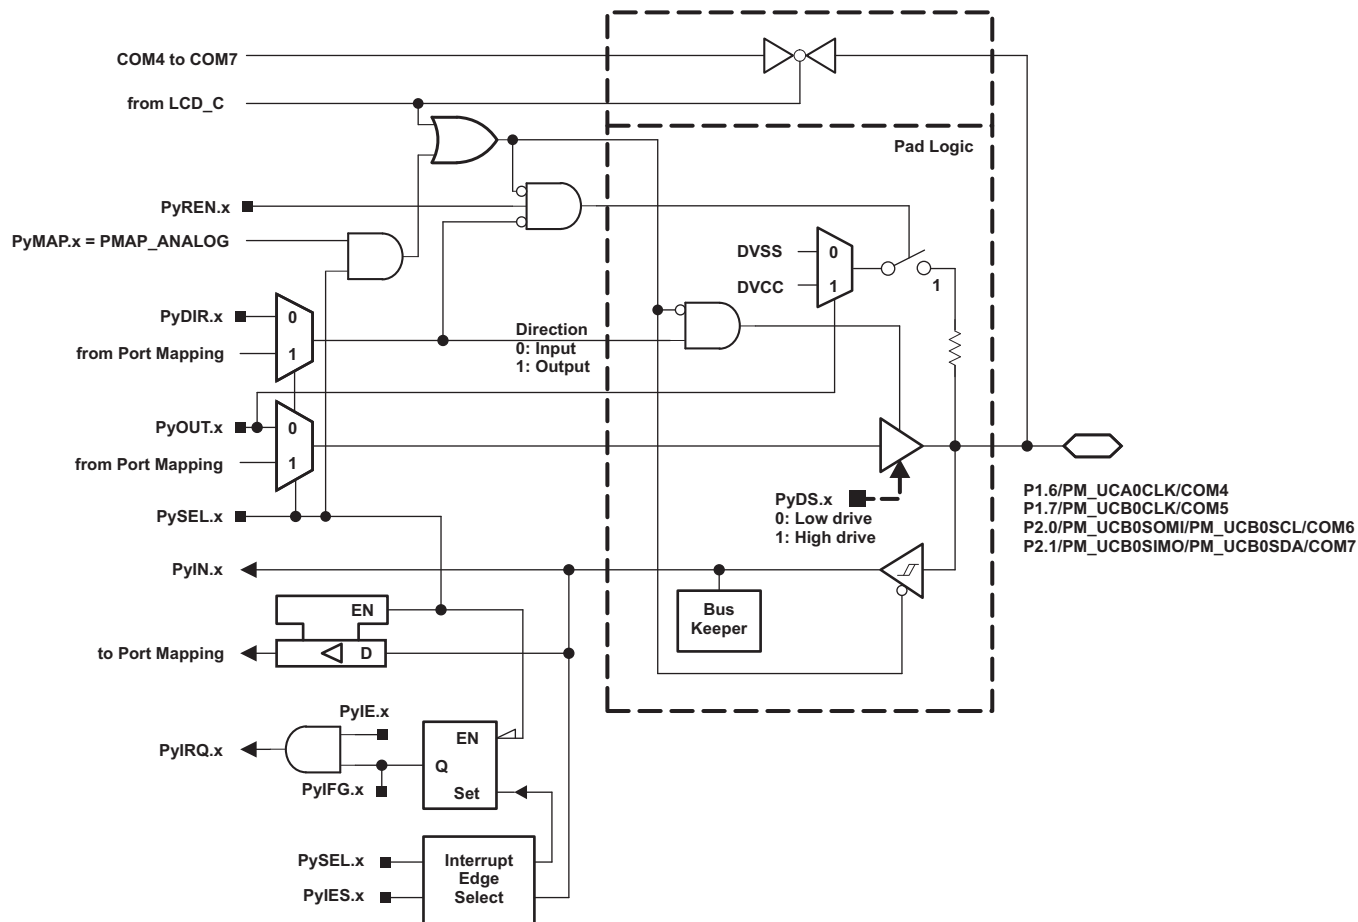 COM4 to COM7
from LCD_C
Pad Logic
PyREN.x
PyMAP.x = PMAP_ANALOG
DVSS
0
DVCC
1
1
PyDIR.x
0
from Port Mapping
1
Direction
0: Input
1: Output
PyOUT.x
0
from Port Mapping
1
PySEL.x
PyDS.x
0: Low drive
1: High drive
P1.6/PM_UCA0CLK/COM4
P1.7/PM_UCB0CLK/COM5
P2.0/PM_UCB0SOMI/PM_UCB0SCL/COM6
P2.1/PM_UCB0SIMO/PM_UCB0SDA/COM7
PyIN.x
Bus
Keeper
EN
to Port Mapping
D
PyIE.x
EN
PyIRQ.x
Q
PyIFG.x
Set
PySEL.x
PyIES.x
Interrupt
Edge
Select